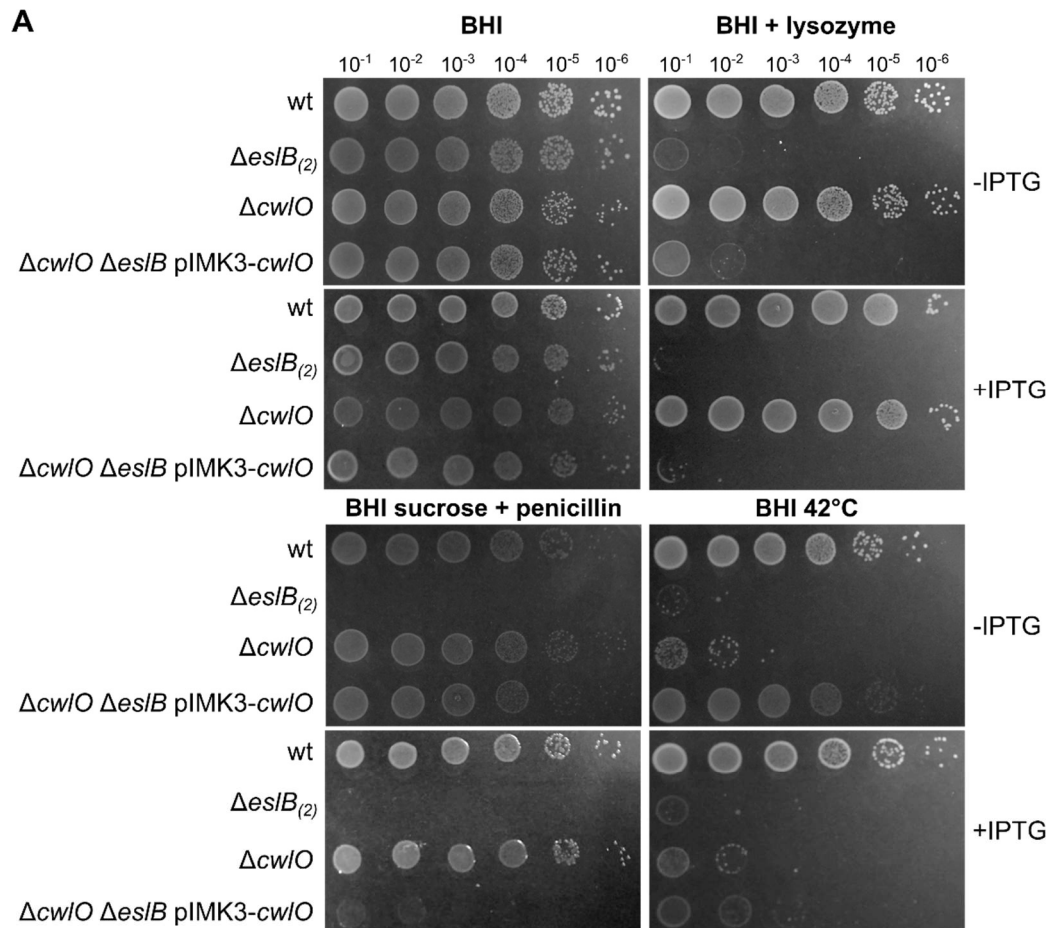 A
BHI BHI + lysozyme
10⁻¹ 10⁻² 10⁻³ 10⁻⁴ 10⁻⁵ 10⁻⁶ 10⁻¹ 10⁻² 10⁻³ 10⁻⁴ 10⁻⁵ 10⁻⁶
wt
ΔeslB(2)
-IPTG
ΔcwlO
ΔcwlO ΔeslB pIMK3-cwlO
wt
ΔeslB(2)
+IPTG
ΔcwlO
ΔcwlO ΔeslB pIMK3-cwlO
BHI sucrose + penicillin BHI 42°C
wt
ΔeslB(2)
-IPTG
ΔcwlO
ΔcwlO ΔeslB pIMK3-cwlO
wt
ΔeslB(2)
+IPTG
ΔcwlO
ΔcwlO ΔeslB pIMK3-cwlO